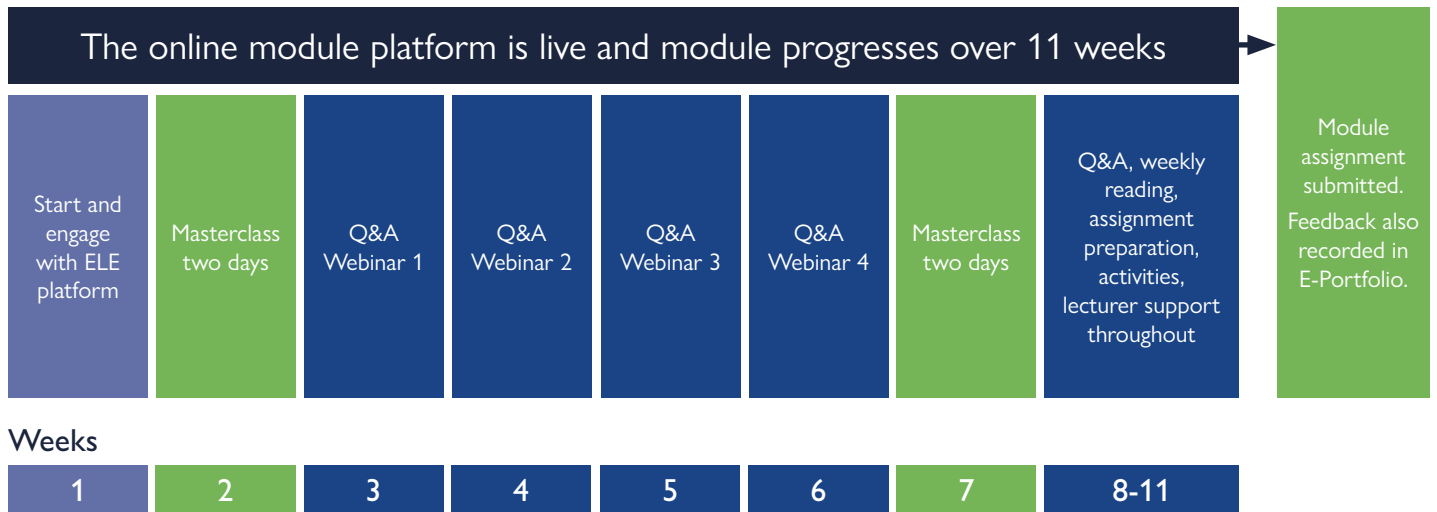 The online module platform is live and module progresses over 11 weeks
Start and
engage
with ELE
platform
Masterclass
two days
Q&A
Webinar 1
Q&A
Webinar 2
Q&A
Webinar 3
Q&A
Webinar 4
Masterclass
two days
Q&A, weekly
reading,
assignment
preparation,
activities,
lecturer support
throughout
Module
assignment
submitted.
Feedback also
recorded in
E-Portfolio.
Weeks
1
2
3
4
5
6
7
8-11